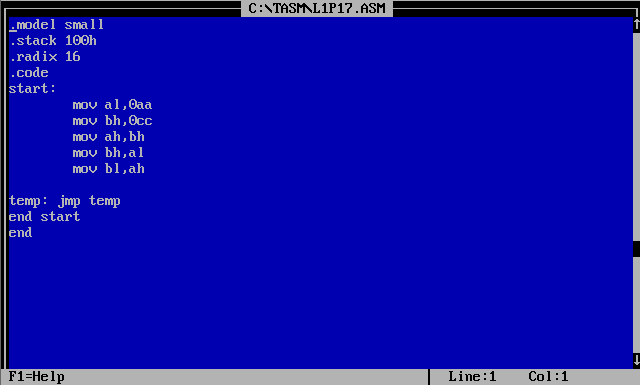 C:\TASM\L1P17.ASM
.model small
.stack 100h
.radix 16
.code
start:
        mov al,0aa
        mov bh,0cc
        mov ah,bh
        mov bh,al
        mov bl,ah

temp: jmp temp
end start
end
F1=Help Line:1 Col:1